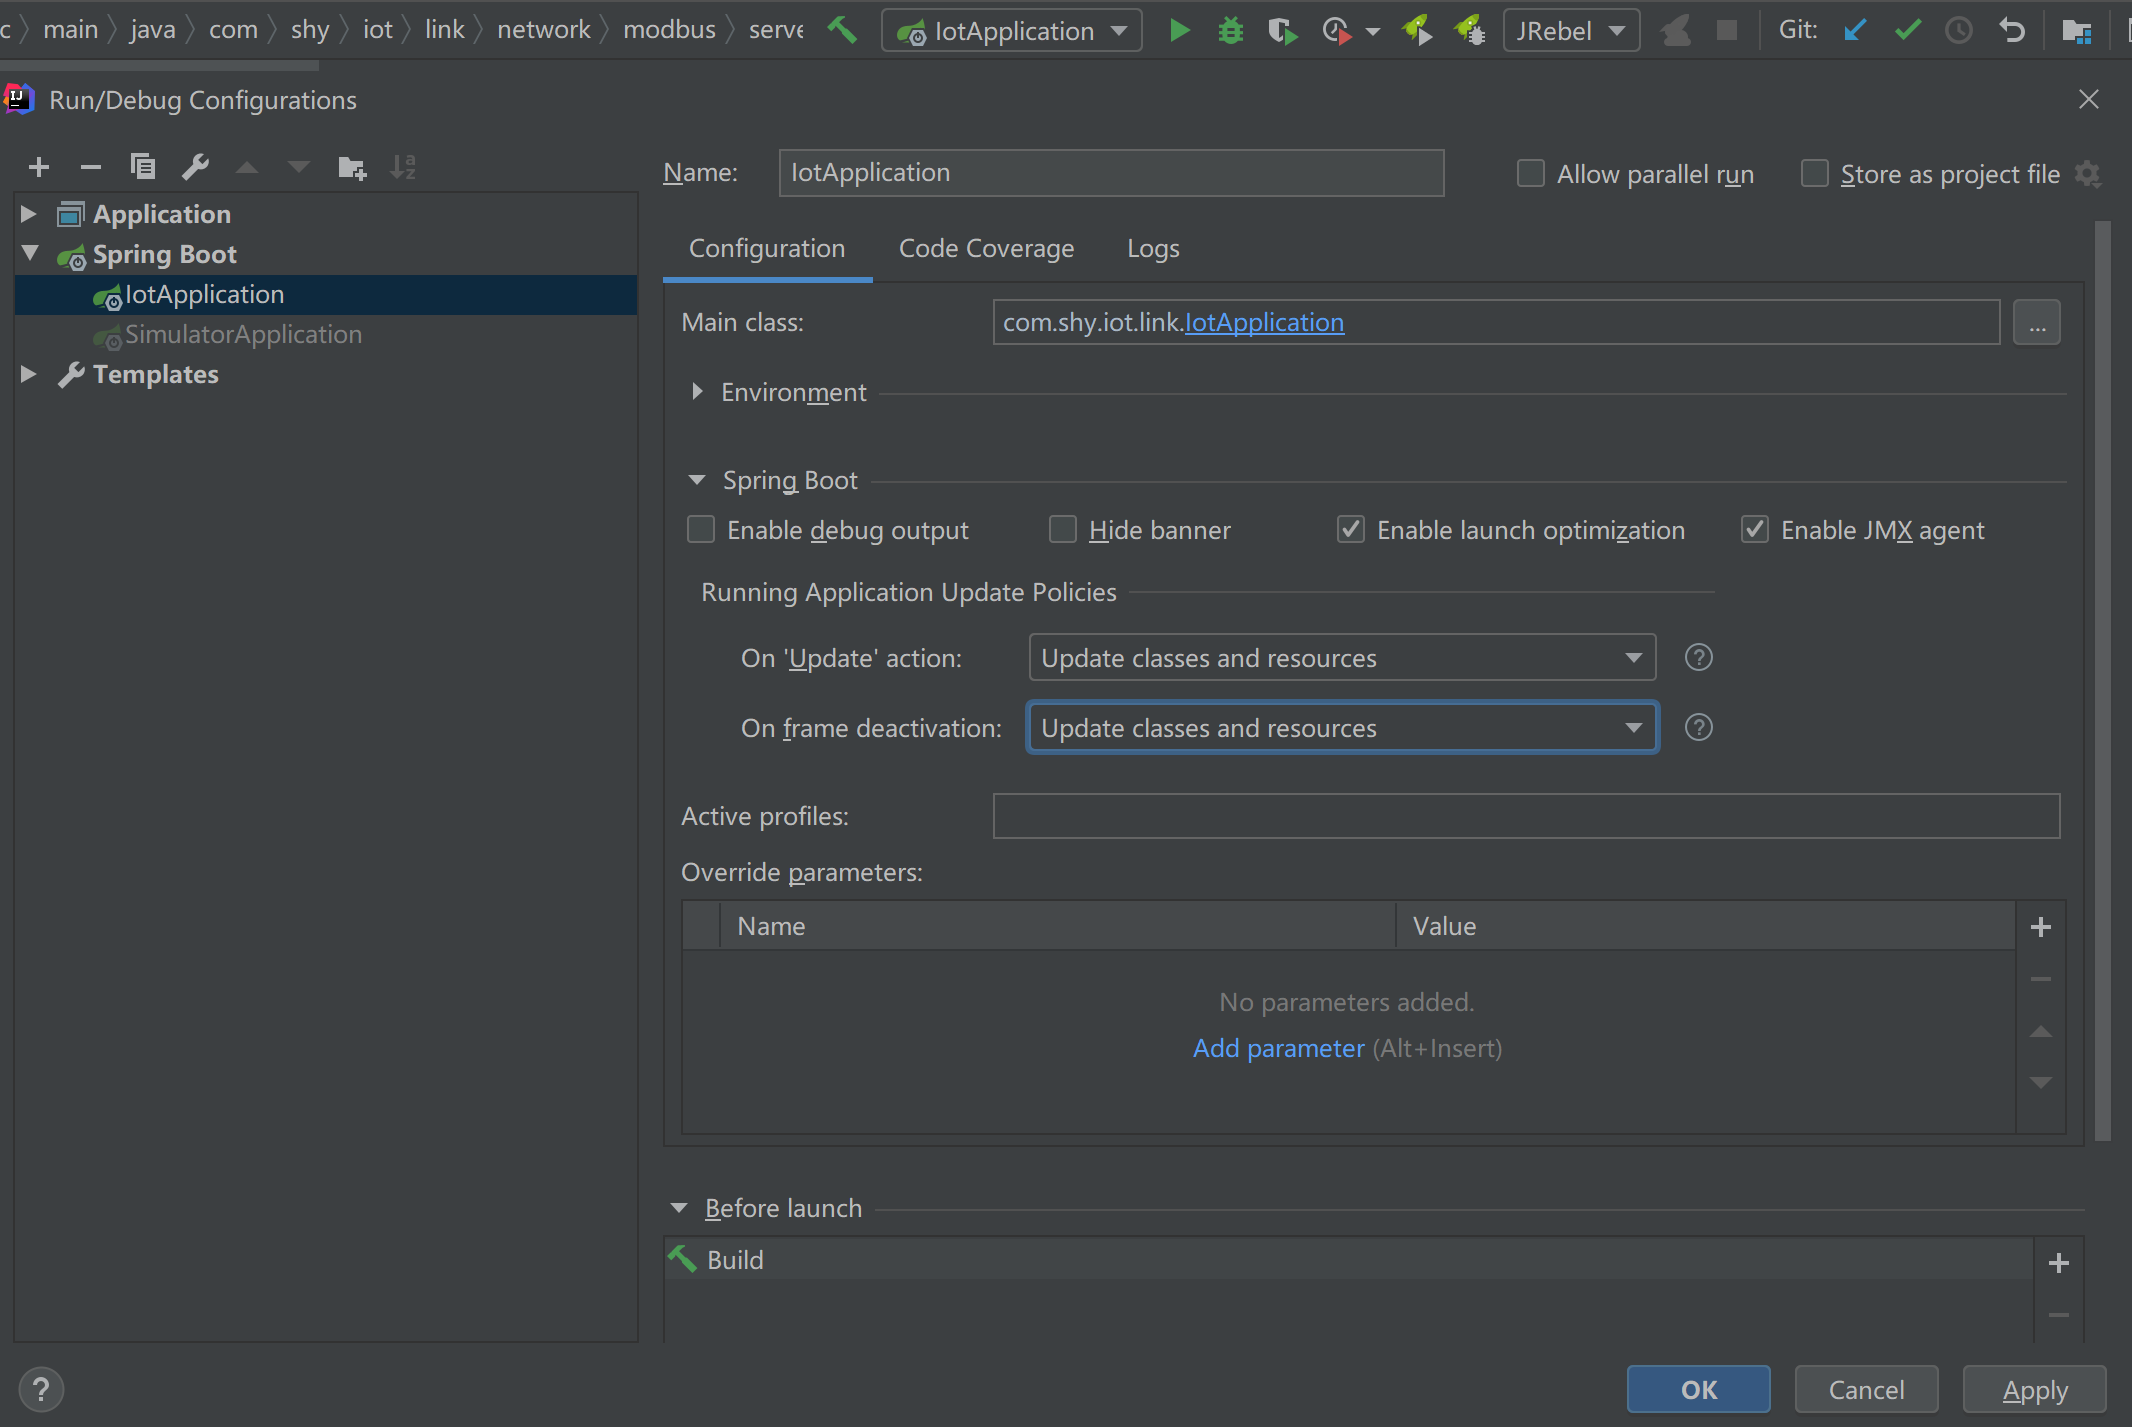 c main java com shy iot link network modbus serve IotApplication JRebel Git:
Run/Debug Configurations
Name: IotApplication Allow parallel run Store as project file
Application
Spring Boot
IotApplication
SimulatorApplication
Templates
Configuration Code Coverage Logs
Main class: com.shy.iot.link.IotApplication ...
Environment
Spring Boot
Enable debug output Hide banner Enable launch optimization Enable JMX agent
Running Application Update Policies
On 'Update' action: Update classes and resources ?
On frame deactivation: Update classes and resources ?
Active profiles:
Override parameters:
Name Value
No parameters added.
Add parameter (Alt+Insert)
Before launch
Build
? OK Cancel Apply